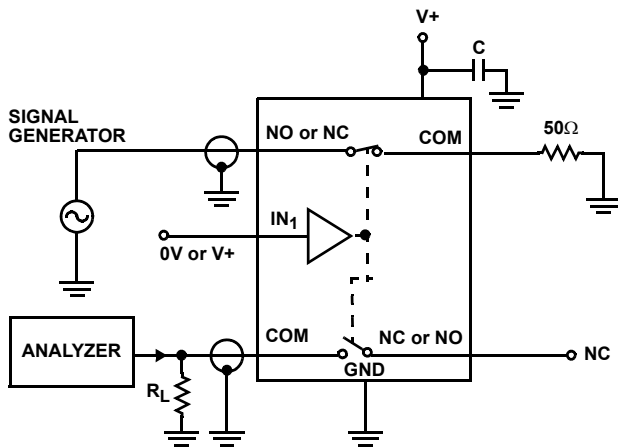 V+
C
SIGNAL
GENERATOR
NO or NC
COM
50Ω
IN1
0V or V+
COM
NC or NO
ANALYZER
NC
GND
RL